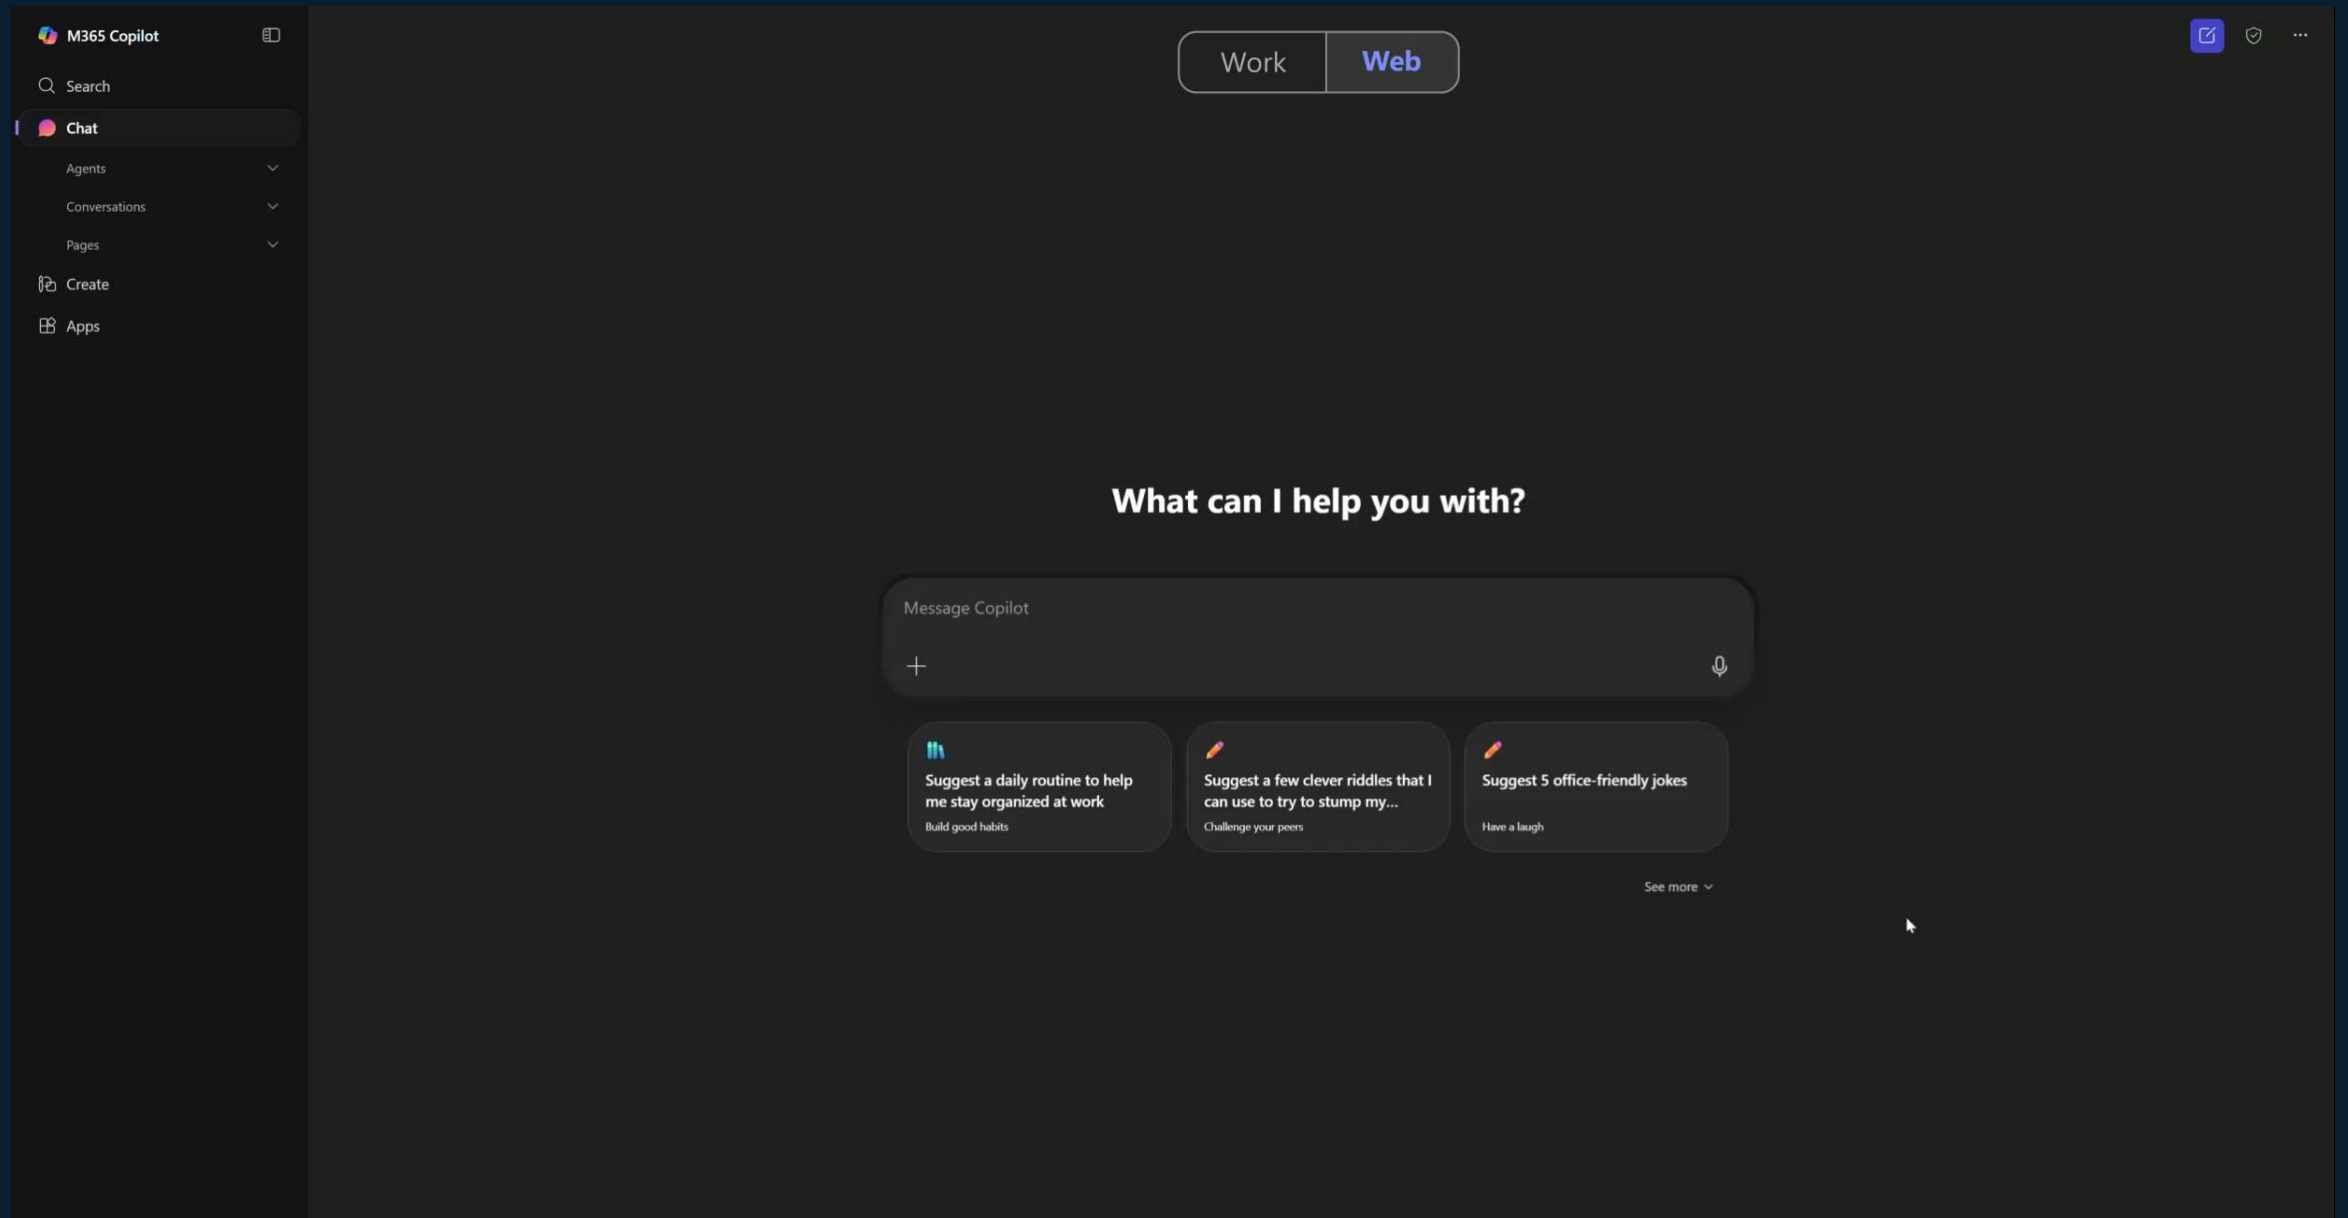 M365 Copilot
Search
Chat
Agents
Conversations
Pages
Create
Apps
Work
Web
What can I help you with?
Message Copilot
Suggest a daily routine to help
me stay organized at work
Build good habits
Suggest a few clever riddles that I
can use to try to stump my...
Challenge your peers
Suggest 5 office-friendly jokes
Have a laugh
See more